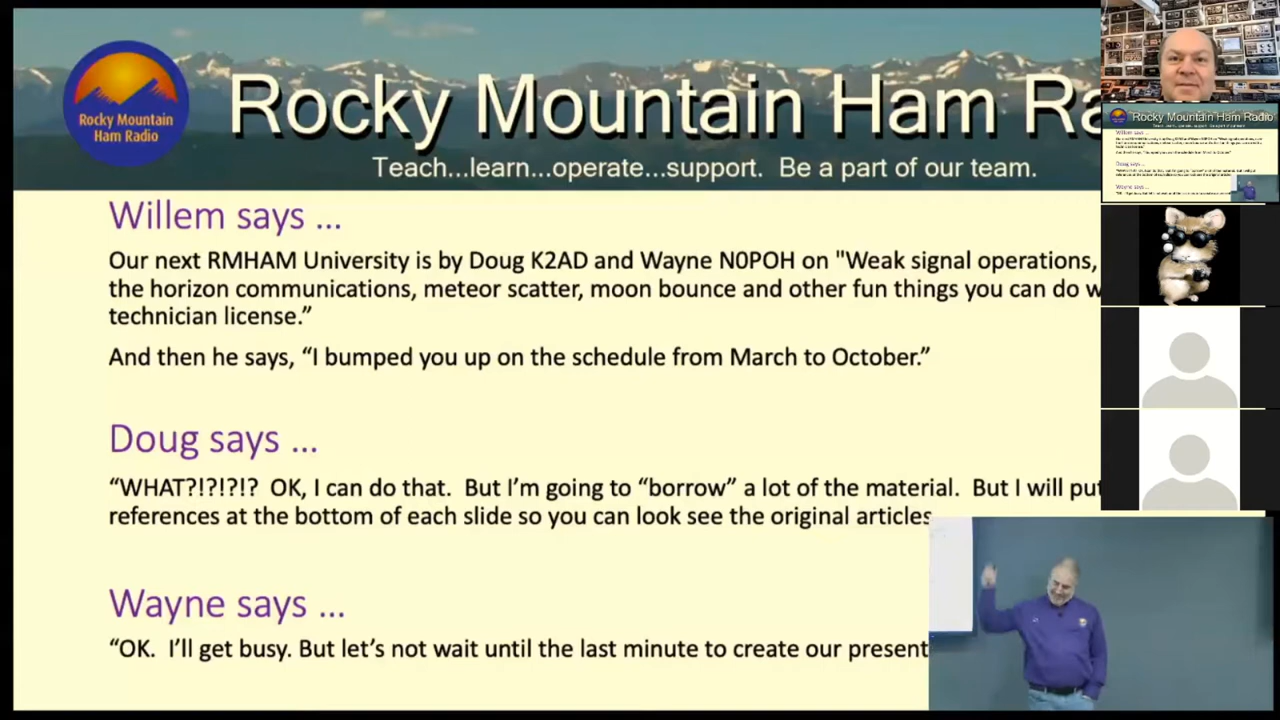 Rocky Mountain
Ham Radio
Rocky Mountain Ham Ra
Teach...learn...operate...support. Be a part of our team.
Willem says ...
Our next RMHAM University is by Doug K2AD and Wayne N0POH on "Weak signal operations,
the horizon communications, meteor scatter, moon bounce and other fun things you can do w
technician license.”
And then he says, “I bumped you up on the schedule from March to October.”
Doug says ...
“WHAT?!?!?!? OK, I can do that. But I’m going to “borrow” a lot of the material. But I will put
references at the bottom of each slide so you can look see the original articles.
Wayne says ...
“OK. I’ll get busy. But let’s not wait until the last minute to create our present
Rocky Mountain Ham Radio
Willem says ...
Doug says ...
Wayne says ...